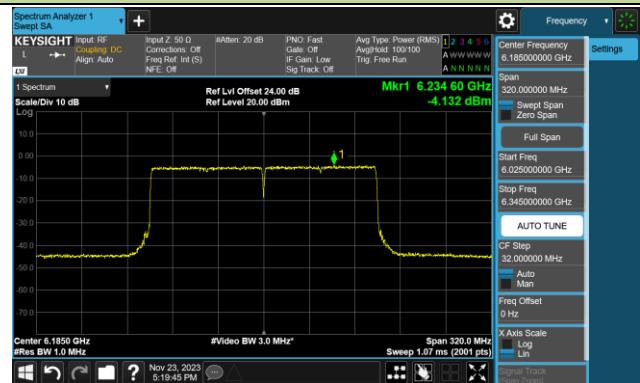 Spectrum Analyzer 1
Swept SA
Frequency
KEYSIGHT
L
LXI
Input: RF
Coupling: DC
Align: Auto
Input Z: 50 Ω
Corrections: Off
Freq Ref: Int (S)
NFE: Off
#Atten: 20 dB
PNO: Fast
Gate: Off
IF Gain: Low
Sig Track: Off
Avg Type: Power (RMS)
Avg|Hold: 100/100
Trig: Free Run
1 2 3 4 5 6
A W W W W W
A N N N N N
1 Spectrum
Scale/Div 10 dB
Log
Ref Lvl Offset 24.00 dB
Ref Level 20.00 dBm
Mkr1 6.234 60 GHz
-4.132 dBm
10.0
0.00
-10.0
-20.0
-30.0
-40.0
-50.0
-60.0
-70.0
1
Center 6.1850 GHz
#Res BW 1.0 MHz
#Video BW 3.0 MHz*
Span 320.0 MHz
Sweep 1.07 ms (2001 pts)
Nov 23, 2023
5:19:45 PM
Center Frequency
6.185000000 GHz
Settings
Span
320.000000 MHz
Swept Span
Zero Span
Full Span
Start Freq
6.025000000 GHz
Stop Freq
6.345000000 GHz
AUTO TUNE
CF Step
32.000000 MHz
Auto
Man
Freq Offset
0 Hz
X Axis Scale
Log
Lin
Signal Track